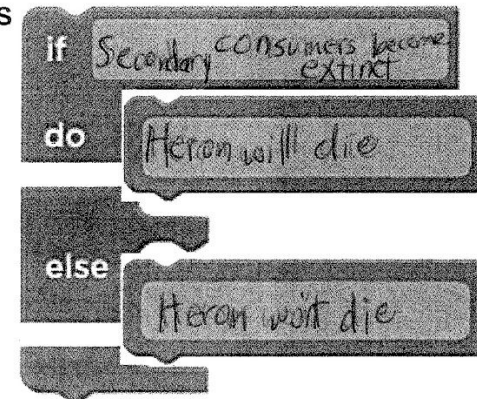 s
if Secondary consumers become
extinct
do Heron will die
else
Heron won't die